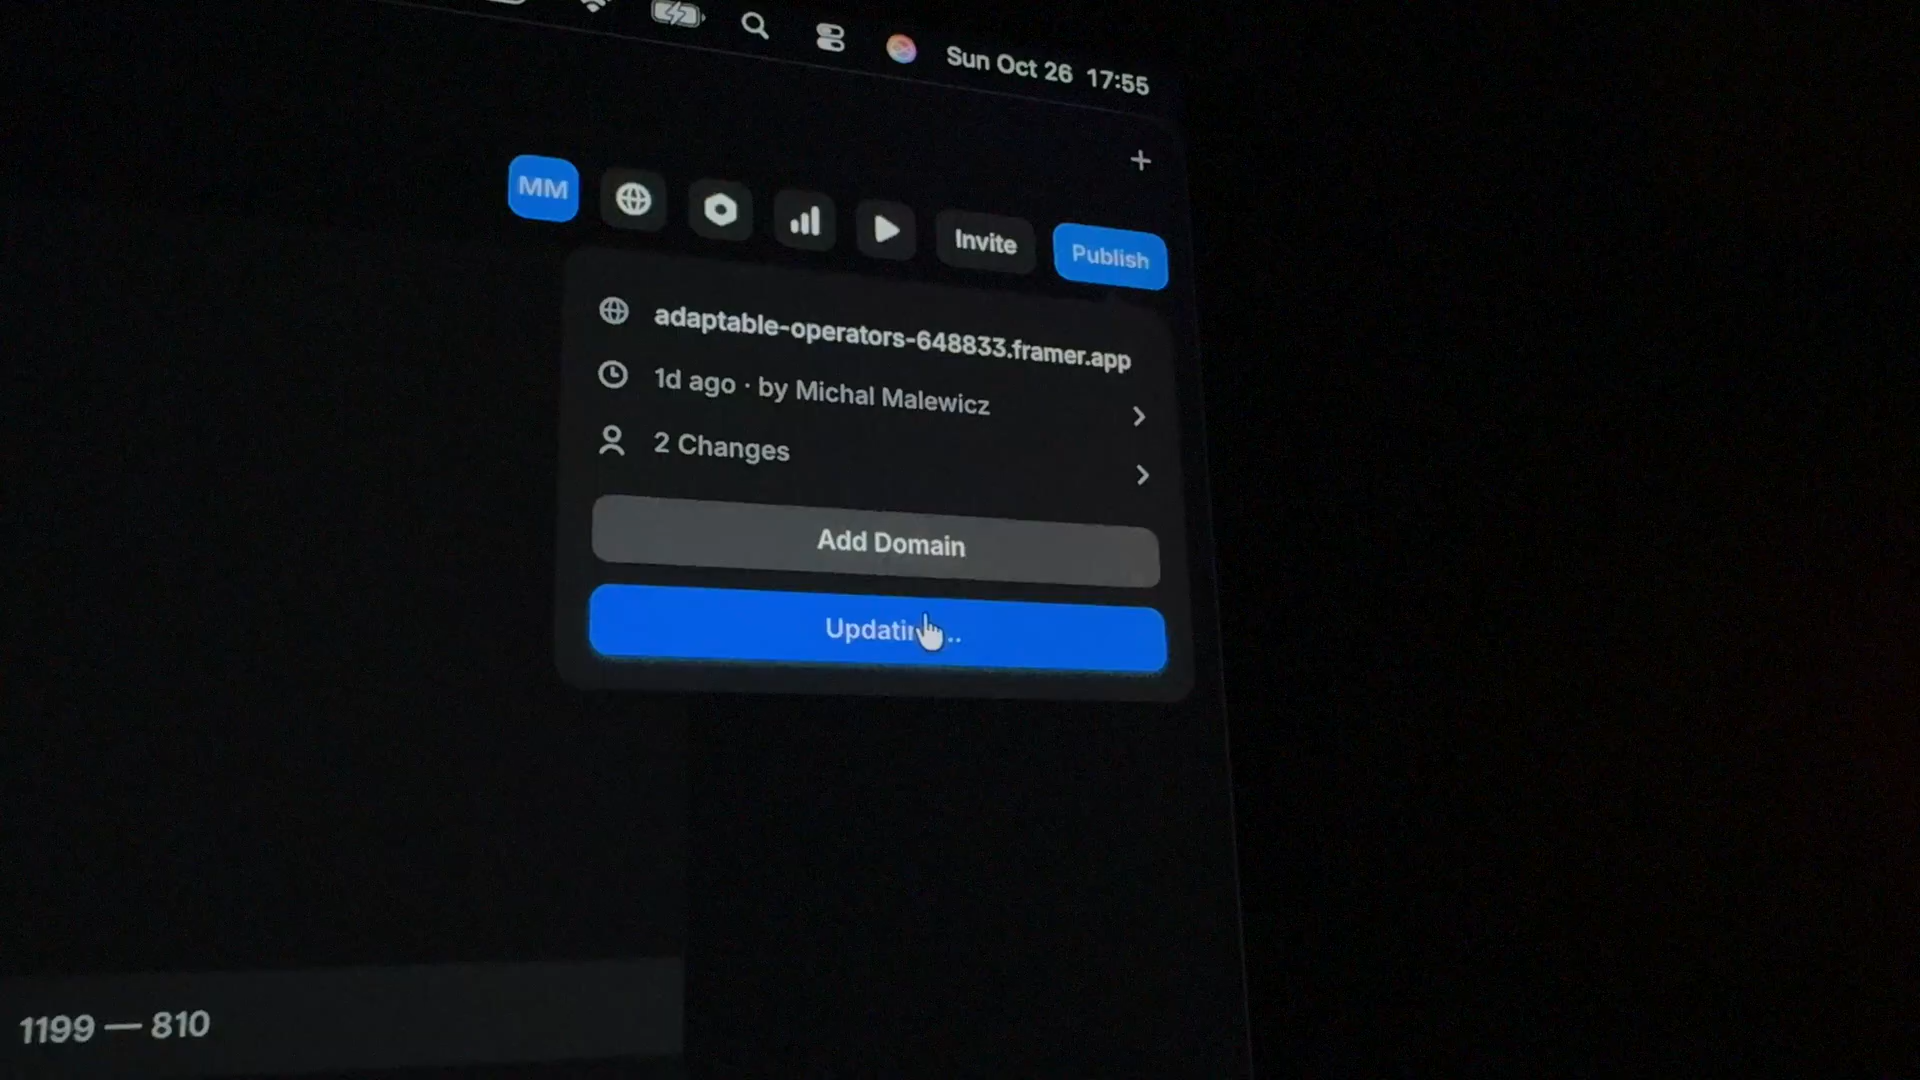 Sun Oct 26 17:55
MM
Invite
Publish
adaptable-operators-648833.framer.app
1d ago · by Michal Malewicz
2 Changes
Add Domain
1199 — 810